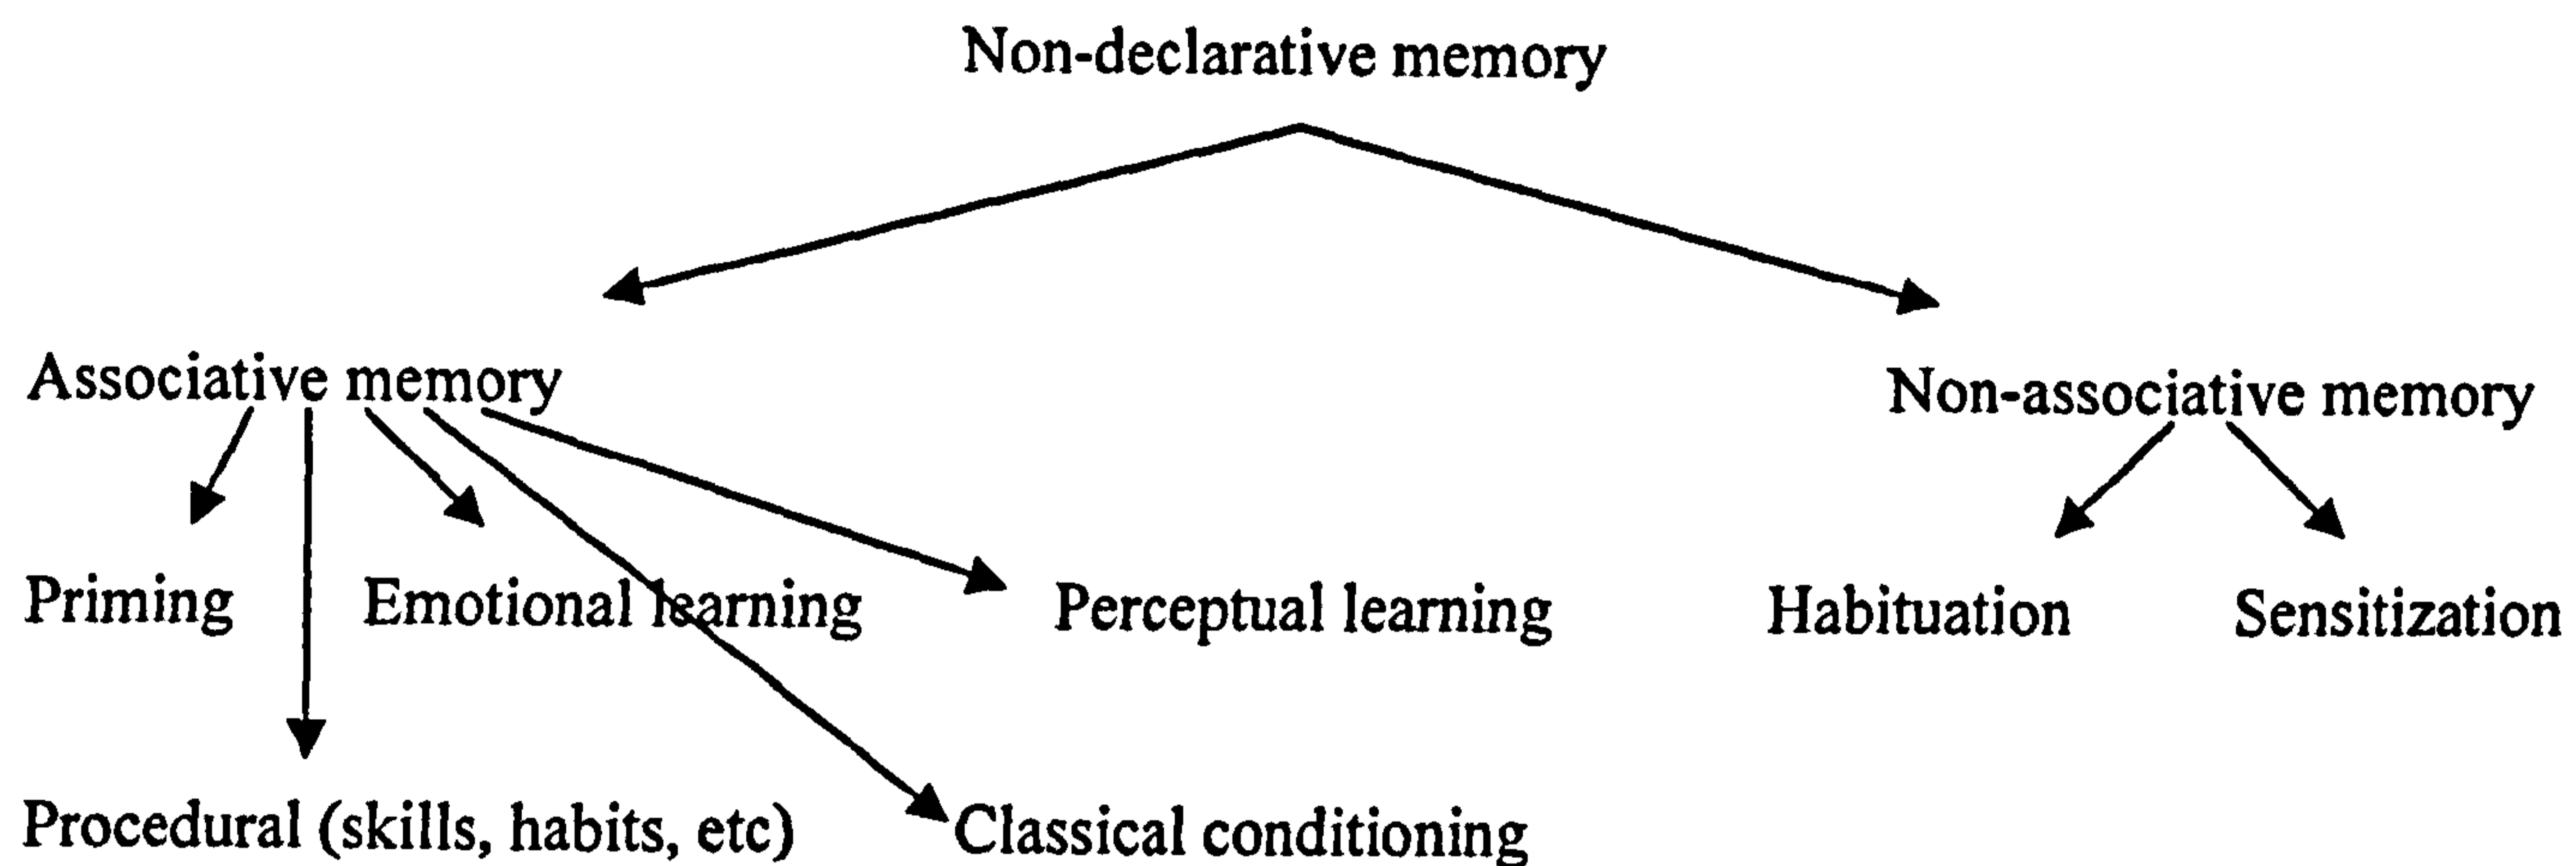 Non-declarative memory
Associative memory
Non-associative memory
Priming
Emotional learning
Perceptual learning
Habituation
Sensitization
Procedural (skills, habits, etc)
Classical conditioning